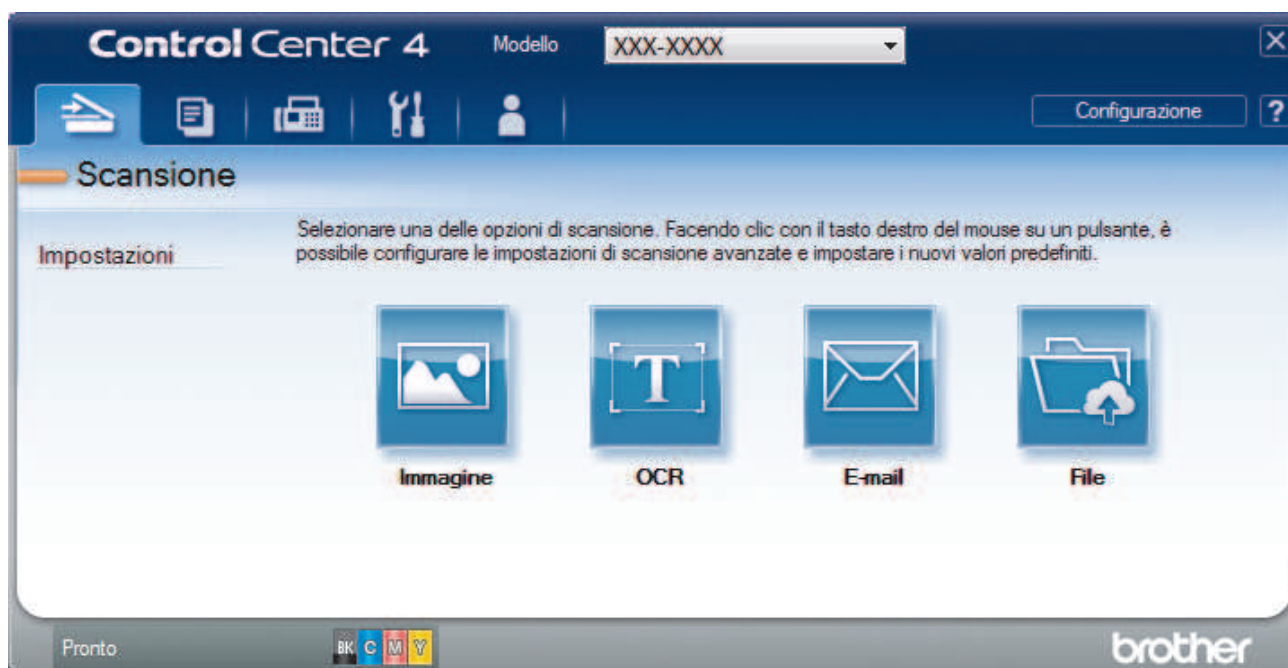 ControlCenter 4
Modello
XXX-XXXX
X
Configurazione
?
Scansione
Impostazioni
Selezionare una delle opzioni di scansione. Facendo clic con il tasto destro del mouse su un pulsante, è
possibile configurare le impostazioni di scansione avanzate e impostare i nuovi valori predefiniti.
T
Immagine
OCR
E-mail
File
Pronto
BK C M Y
brother